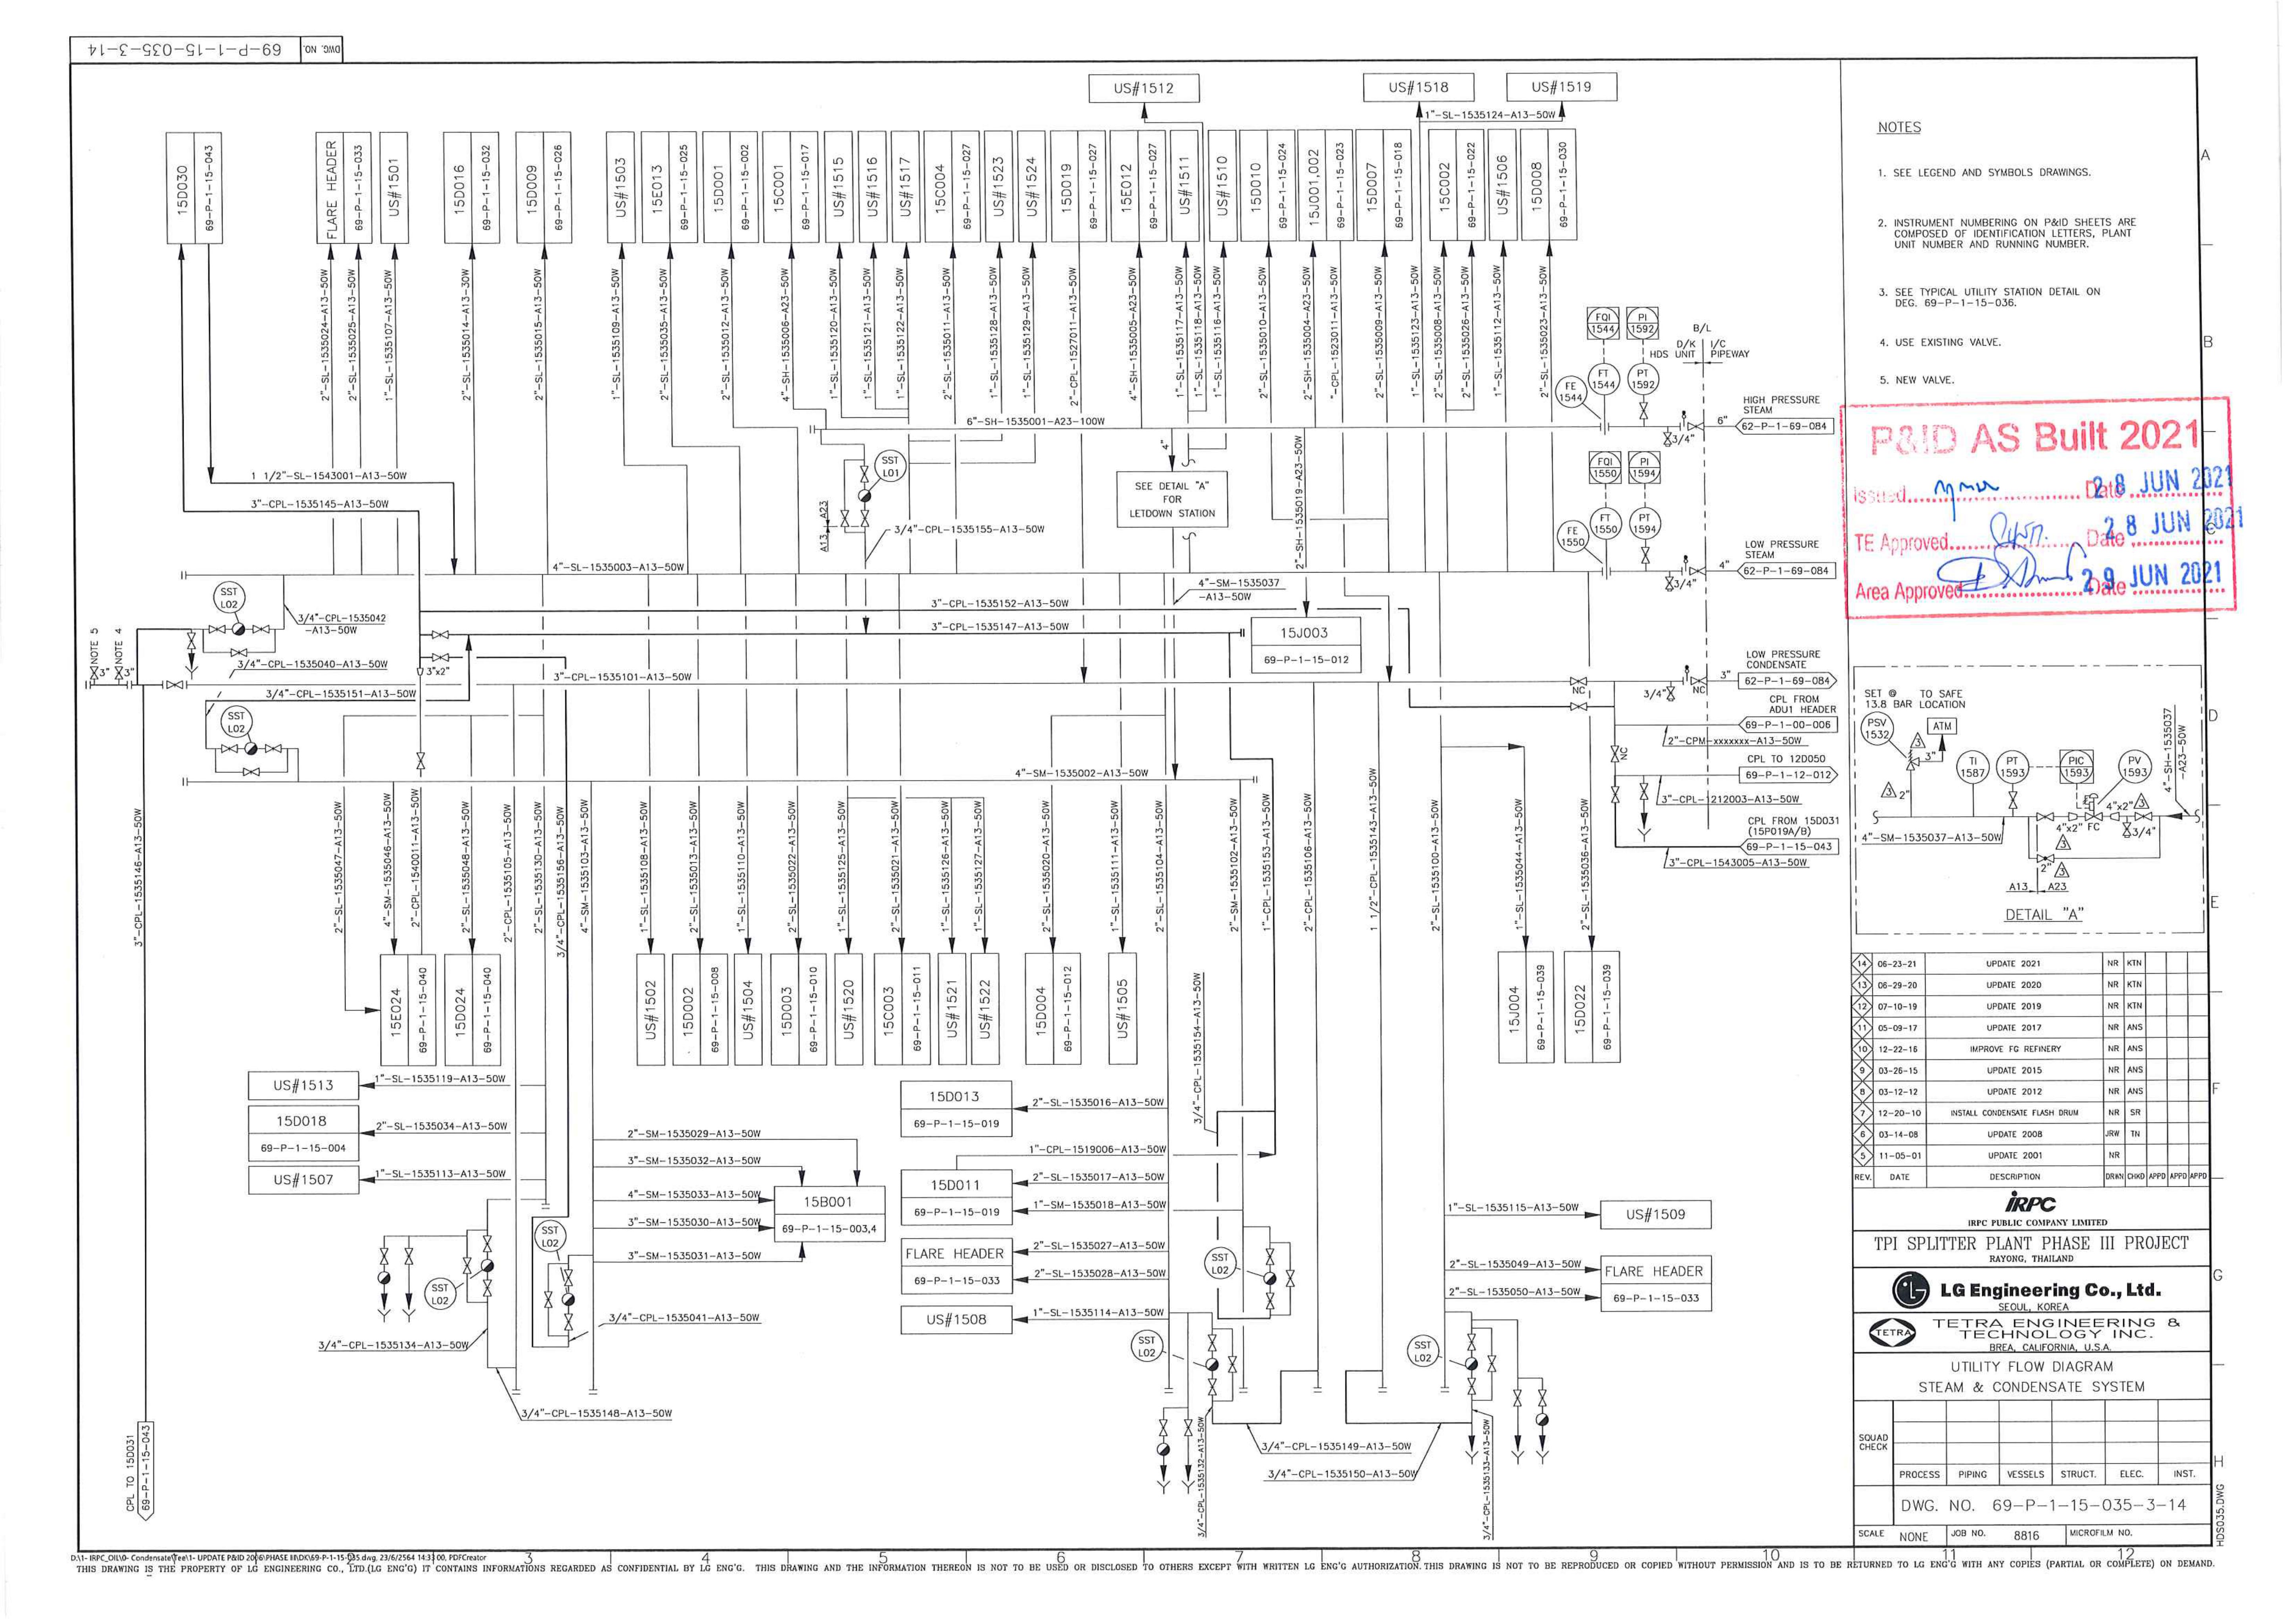 69-P-1-15-035-3-14
DWG. NO.
US#1512
US#1518
US#1519
1"-SL-1535124-A13-50W
15D030
69-P-1-15-043
FLARE HEADER
69-P-1-15-033
US#1501
15D016
69-P-1-15-032
15D009
69-P-1-15-026
US#1503
15E013
69-P-1-15-025
15D001
69-P-1-15-002
15C001
69-P-1-15-017
US#1515
US#1516
US#1517
15C004
69-P-1-15-027
US#1523
US#1524
15D019
69-P-1-15-027
15E012
69-P-1-15-027
US#1511
US#1510
15D010
69-P-1-15-024
15J001,002
69-P-1-15-023
15D007
69-P-1-15-018
15C002
69-P-1-15-022
US#1506
15D008
69-P-1-15-030
2"-SL-1535024-A13-50W
2"-SL-1535025-A13-50W
1"-SL-1535107-A13-50W
2"-SL-1535014-A13-30W
2"-SL-1535015-A13-50W
1"-SL-1535109-A13-50W
2"-SL-1535035-A13-50W
2"-SL-1535012-A13-50W
4"-SH-1535006-A23-50W
1"-SL-1535120-A13-50W
1"-SL-1535121-A13-50W
1"-SL-1535122-A13-50W
2"-SL-1535011-A13-50W
1"-SL-1535128-A13-50W
1"-SL-1535129-A13-50W
2"-CPL-1527011-A13-50W
4"-SH-1535005-A23-50W
1"-SL-1535117-A13-50W
1"-SL-1535118-A13-50W
1"-SL-1535116-A13-50W
2"-SL-1535010-A13-50W
2"-SH-1535004-A23-50W
"-CPL-1523011-A13-50W
2"-SL-1535009-A13-50W
1"-SL-1535123-A13-50W
2"-SL-1535008-A13-50W
2"-SL-1535026-A13-50W
1"-SL-1535112-A13-50W
2"-SL-1535023-A13-50W
FQI
1544
PI
1592
B/L
D/K
HDS UNIT
I/C
PIPEWAY
FE
1544
FT
1544
PT
1592
HIGH PRESSURE
STEAM
6"
62-P-1-69-084
3/4"
6"-SH-1535001-A23-100W
1 1/2"-SL-1543001-A13-50W
3"-CPL-1535145-A13-50W
SST
L01
A13
A23
3/4"-CPL-1535155-A13-50W
4"
SEE DETAIL "A"
FOR
LETDOWN STATION
2"-SH-1535019-A23-50W
FQI
1550
PI
1594
FE
1550
FT
1550
PT
1594
LOW PRESSURE
STEAM
4"
62-P-1-69-084
3/4"
4"-SL-1535003-A13-50W
4"-SM-1535037
-A13-50W
SST
L02
3/4"-CPL-1535042
-A13-50W
3"-CPL-1535152-A13-50W
3"-CPL-1535147-A13-50W
15J003
69-P-1-15-012
NOTE 5
NOTE 4
3"
3"
3/4"-CPL-1535040-A13-50W
3"x2"
3"-CPL-1535101-A13-50W
3/4"-CPL-1535151-A13-50W
LOW PRESSURE
CONDENSATE
3"
62-P-1-69-084
NC
3/4"
NC
CPL FROM
ADU1 HEADER
69-P-1-00-006
2"-CPM-xxxxxxx-A13-50W
NC
CPL TO 12D050
69-P-1-12-012
3"-CPL-1212003-A13-50W
CPL FROM 15D031
(15P019A/B)
69-P-1-15-043
3"-CPL-1543005-A13-50W
SST
L02
4"-SM-1535002-A13-50W
3"-CPL-1535146-A13-50W
2"-SL-1535047-A13-50W
4"-SM-1535046-A13-50W
2"-CPL-1540011-A13-50W
2"-SL-1535048-A13-50W
2"-CPL-1535105-A13-50W
2"-SL-1535130-A13-50W
3/4"-CPL-1535156-A13-50W
4"-SM-1535103-A13-50W
1"-SL-1535108-A13-50W
2"-SL-1535013-A13-50W
1"-SL-1535110-A13-50W
2"-SL-1535022-A13-50W
1"-SL-1535125-A13-50W
2"-SL-1535021-A13-50W
1"-SL-1535126-A13-50W
1"-SL-1535127-A13-50W
2"-SL-1535020-A13-50W
1"-SL-1535111-A13-50W
2"-SL-1535104-A13-50W
2"-SM-1535102-A13-50W
1"-CPL-1535153-A13-50W
2"-CPL-1535106-A13-50W
1 1/2"-CPL-1535143-A13-50W
2"-SL-1535100-A13-50W
1"-SL-1535044-A13-50W
2"-SL-1535036-A13-50W
15E024
69-P-1-15-040
15D024
69-P-1-15-040
US#1502
15D002
69-P-1-15-008
US#1504
15D003
69-P-1-15-010
US#1520
15C003
69-P-1-15-011
US#1521
US#1522
15D004
69-P-1-15-012
US#1505
15J004
69-P-1-15-039
15D022
69-P-1-15-039
3/4"-CPL-1535154-A13-50W
US#1513
1"-SL-1535119-A13-50W
15D018
69-P-1-15-004
2"-SL-1535034-A13-50W
US#1507
1"-SL-1535113-A13-50W
2"-SM-1535029-A13-50W
3"-SM-1535032-A13-50W
4"-SM-1535033-A13-50W
3"-SM-1535030-A13-50W
3"-SM-1535031-A13-50W
15B001
69-P-1-15-003,4
15D013
69-P-1-15-019
2"-SL-1535016-A13-50W
1"-CPL-1519006-A13-50W
15D011
69-P-1-15-019
2"-SL-1535017-A13-50W
1"-SM-1535018-A13-50W
FLARE HEADER
69-P-1-15-033
2"-SL-1535027-A13-50W
2"-SL-1535028-A13-50W
US#1508
1"-SL-1535114-A13-50W
1"-SL-1535115-A13-50W
US#1509
2"-SL-1535049-A13-50W
2"-SL-1535050-A13-50W
FLARE HEADER
69-P-1-15-033
SST
L02
SST
L02
SST
L02
SST
L02
SST
L02
3/4"-CPL-1535134-A13-50W
3/4"-CPL-1535041-A13-50W
3/4"-CPL-1535148-A13-50W
3/4"-CPL-1535132-A13-50W
3/4"-CPL-1535149-A13-50W
3/4"-CPL-1535150-A13-50W
3/4"-CPL-1535133-A13-50W
CPL TO 15D031
69-P-1-15-043
NOTES
1. SEE LEGEND AND SYMBOLS DRAWINGS.
2. INSTRUMENT NUMBERING ON P&ID SHEETS ARE
COMPOSED OF IDENTIFICATION LETTERS, PLANT
UNIT NUMBER AND RUNNING NUMBER.
3. SEE TYPICAL UTILITY STATION DETAIL ON
DEG. 69-P-1-15-036.
4. USE EXISTING VALVE.
5. NEW VALVE.
P&ID AS Built 2021
Issued Date 28 JUN 2021
TE Approved Date 28 JUN 2021
Area Approved Date 29 JUN 2021
SET @
13.8 BAR
TO SAFE
LOCATION
PSV
1532
ATM
3
3"
3
2"
TI
1587
PT
1593
PIC
1593
PV
1593
4"-SH-1535037
-A23-50W
4"x2"
3
4"x2"
FC
3
3/4"
4"-SM-1535037-A13-50W
2"
3
A13
A23
DETAIL "A"
14 06-23-21 UPDATE 2021 NR KTN
13 06-29-20 UPDATE 2020 NR KTN
12 07-10-19 UPDATE 2019 NR KTN
11 05-09-17 UPDATE 2017 NR ANS
10 12-22-16 IMPROVE FG REFINERY NR ANS
9 03-26-15 UPDATE 2015 NR ANS
8 03-12-12 UPDATE 2012 NR ANS
7 12-20-10 INSTALL CONDENSATE FLASH DRUM NR SR
6 03-14-08 UPDATE 2008 JRW TN
5 11-05-01 UPDATE 2001 NR
REV. DATE DESCRIPTION DRWN CHKD APPD APPD APPD
iRPC
IRPC PUBLIC COMPANY LIMITED
TPI SPLITTER PLANT PHASE III PROJECT
RAYONG, THAILAND
LG Engineering Co., Ltd.
SEOUL, KOREA
TETRA
TETRA ENGINEERING &
TECHNOLOGY INC.
BREA, CALIFORNIA, U.S.A.
UTILITY FLOW DIAGRAM
STEAM & CONDENSATE SYSTEM
SQUAD
CHECK
PROCESS PIPING VESSELS STRUCT. ELEC. INST.
DWG. NO. 69-P-1-15-035-3-14
SCALE NONE JOB NO. 8816 MICROFILM NO.
HDS035.DWG
A
B
C
D
E
F
G
H
2 3 4 5 6 7 8 9 10 11 12
THIS DRAWING IS THE PROPERTY OF LG ENGINEERING CO., LTD.(LG ENG'G) IT CONTAINS INFORMATIONS REGARDED AS CONFIDENTIAL BY LG ENG'G. THIS DRAWING AND THE INFORMATION THEREON IS NOT TO BE USED OR DISCLOSED TO OTHERS EXCEPT WITH WRITTEN LG ENG'G AUTHORIZATION. THIS DRAWING IS NOT TO BE REPRODUCED OR COPIED WITHOUT PERMISSION AND IS TO BE RETURNED TO LG ENG'G WITH ANY COPIES (PARTIAL OR COMPLETE) ON DEMAND.